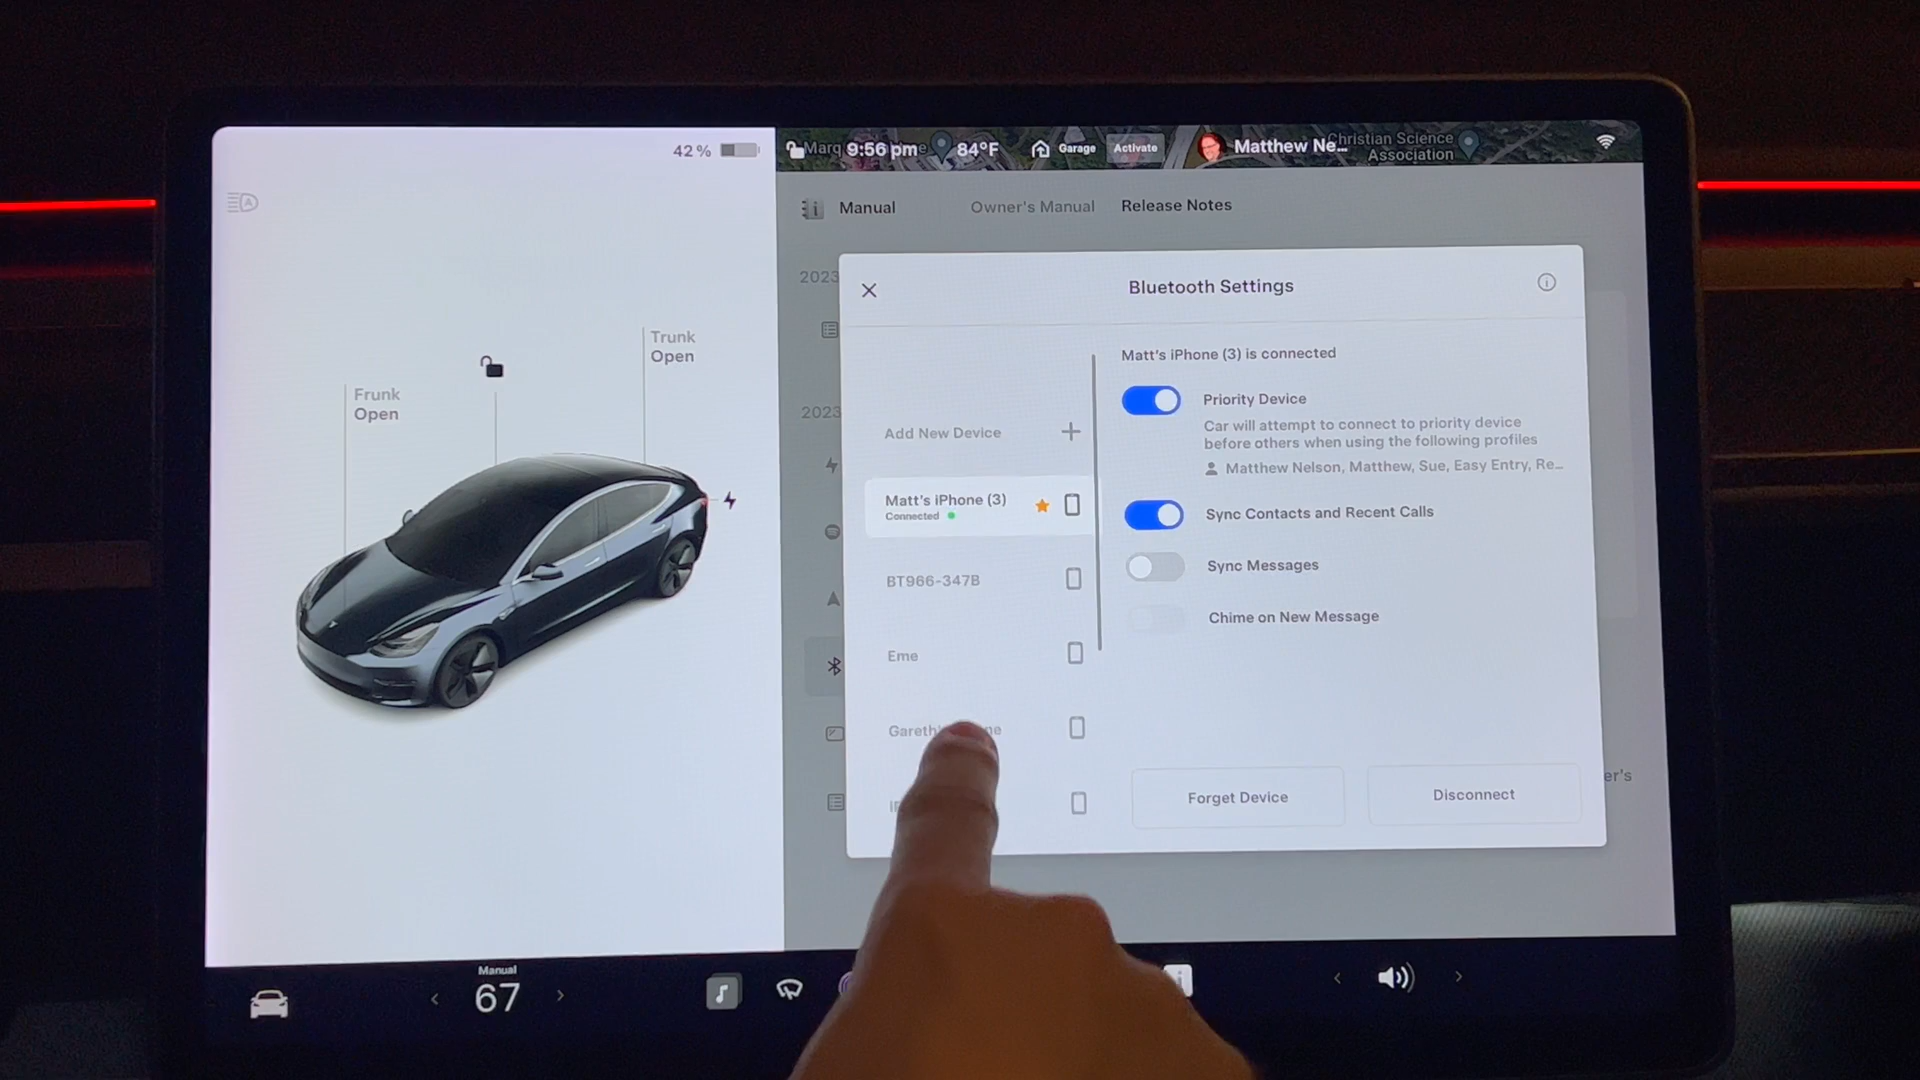 42 %
9:56 pm
84°F
Garage
Activate
Matthew Ne...
Christian Science
Association
Manual
Owner's Manual
Release Notes
2023
2023
Trunk
Open
Frunk
Open
Bluetooth Settings
Add New Device
Matt's iPhone (3)
Connected
BT966-347B
Eme
Matt's iPhone (3) is connected
Priority Device
Car will attempt to connect to priority device
before others when using the following profiles
Matthew Nelson, Matthew, Sue, Easy Entry, Re...
Sync Contacts and Recent Calls
Sync Messages
Chime on New Message
Forget Device
Disconnect
er's
Manual
67